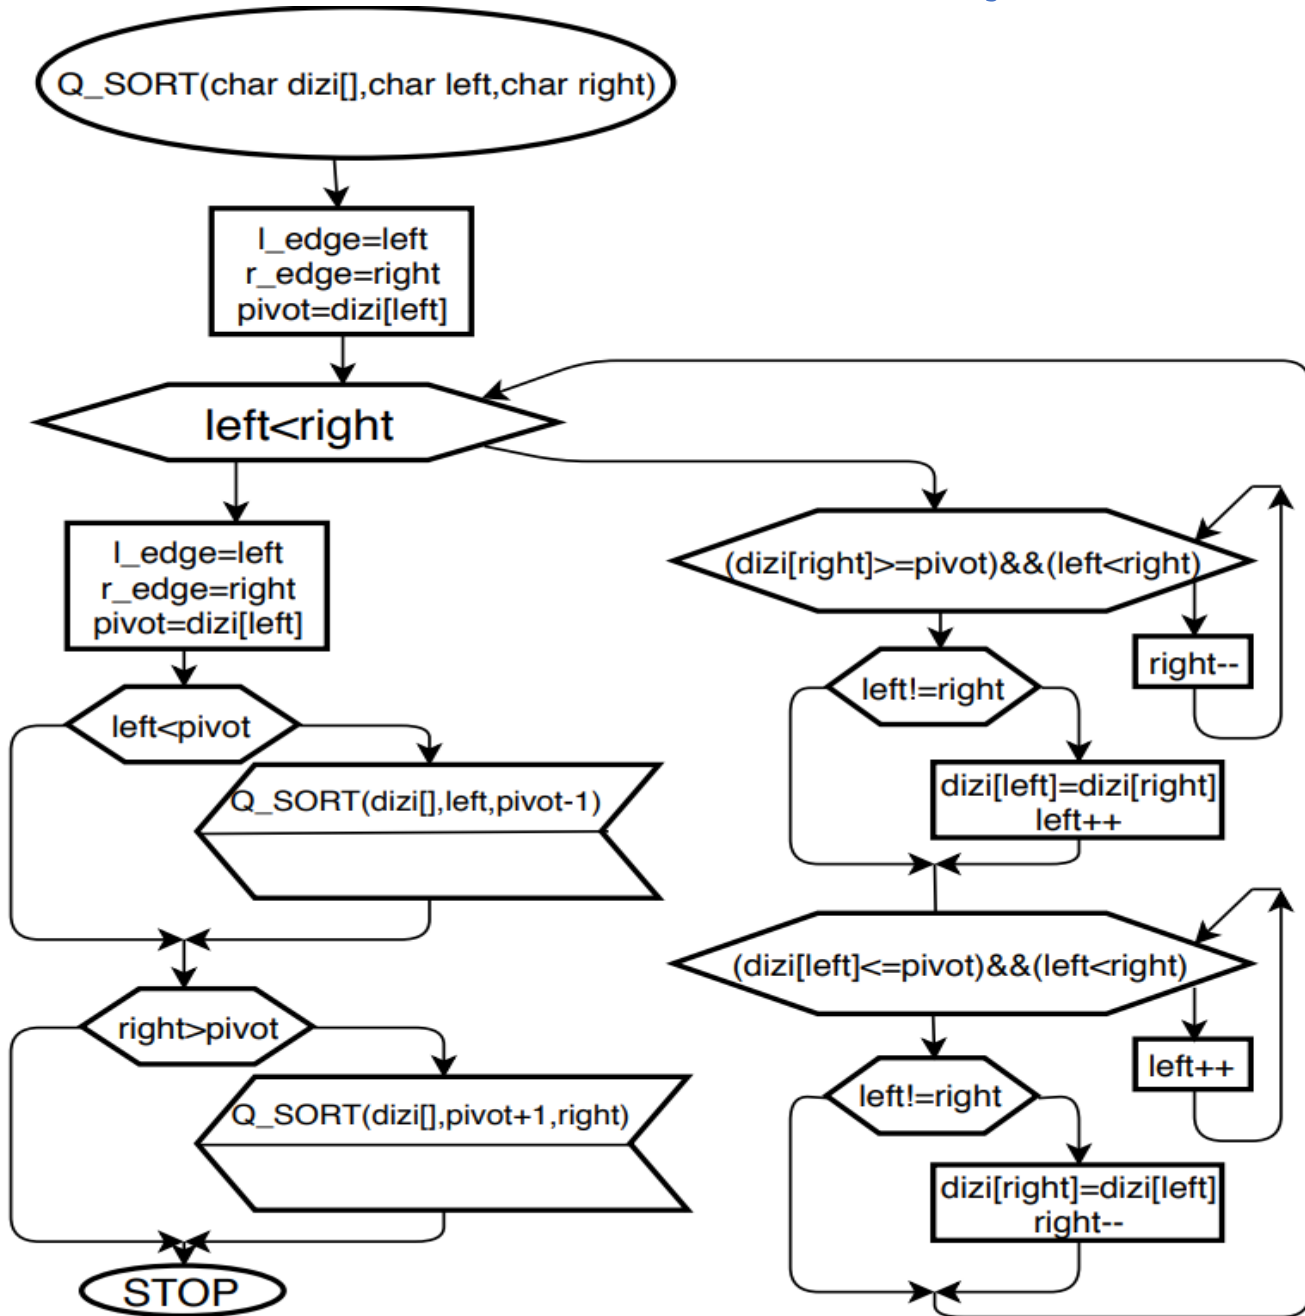 Q_SORT(char dizi[],char left,char right)
l_edge=left
r_edge=right
pivot=dizi[left]
left<right
l_edge=left
r_edge=right
pivot=dizi[left]
left<pivot
Q_SORT(dizi[],left,pivot-1)
right>pivot
Q_SORT(dizi[],pivot+1,right)
STOP
(dizi[right]>=pivot)&&(left<right)
right--
left!=right
dizi[left]=dizi[right]
left++
(dizi[left]<=pivot)&&(left<right)
left++
left!=right
dizi[right]=dizi[left]
right--